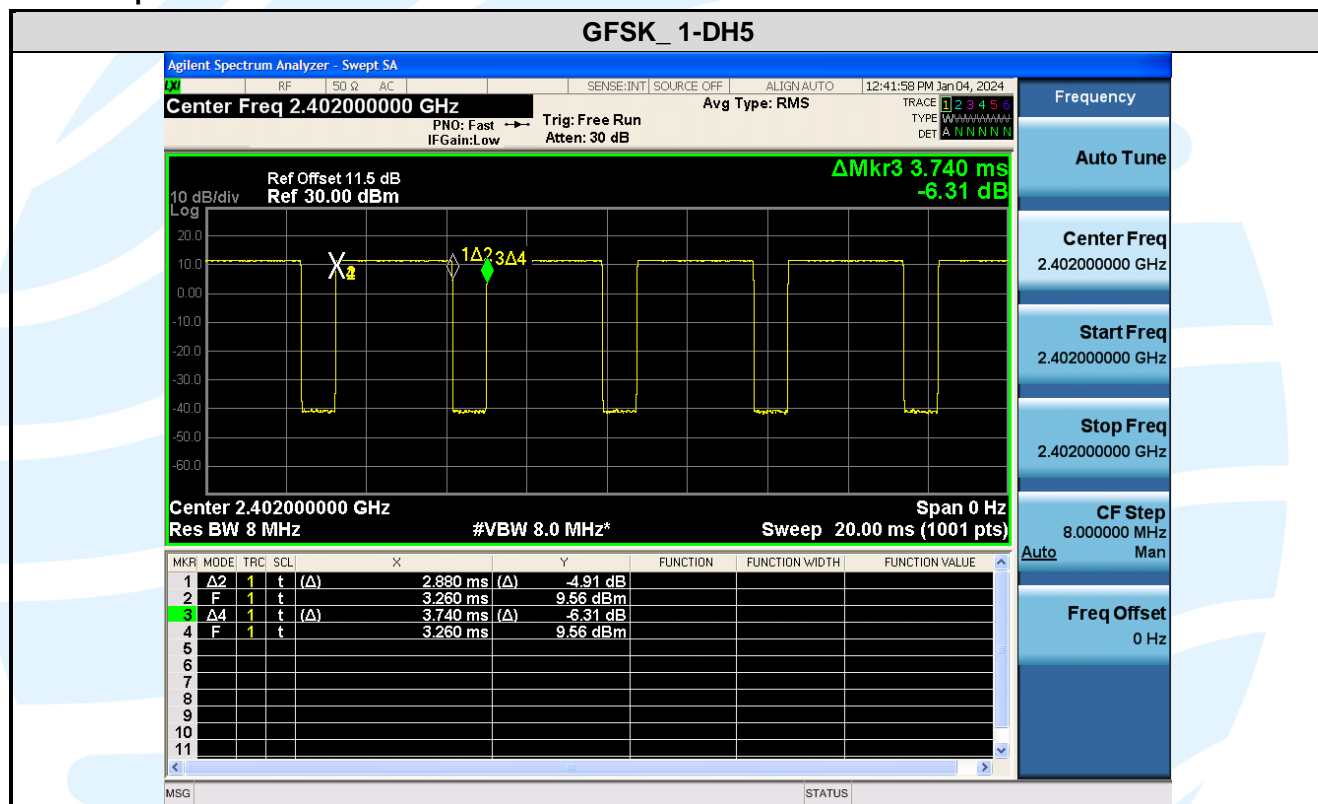 GFSK_ 1-DH5
Agilent Spectrum Analyzer - Swept SA
LXI RF 50 Ω AC SENSE:INT SOURCE OFF ALIGN AUTO 12:41:58 PM Jan 04, 2024
Center Freq 2.402000000 GHz
Avg Type: RMS
TRACE 1 2 3 4 5 6
TYPE
DET A N N N N N
PNO: Fast
IFGain:Low
Trig: Free Run
Atten: 30 dB
ΔMkr3 3.740 ms
-6.31 dB
Ref Offset 11.5 dB
10 dB/div Ref 30.00 dBm
Log
20.0
10.0
0.00
-10.0
-20.0
-30.0
-40.0
-50.0
-60.0
1Δ2
3Δ4
Center 2.402000000 GHz Span 0 Hz
Res BW 8 MHz #VBW 8.0 MHz* Sweep 20.00 ms (1001 pts)
MKR MODE TRC SCL X Y FUNCTION FUNCTION WIDTH FUNCTION VALUE
1 Δ2 1 t (Δ) 2.880 ms (Δ) -4.91 dB
2 F 1 t 3.260 ms 9.56 dBm
3 Δ4 1 t (Δ) 3.740 ms (Δ) -6.31 dB
4 F 1 t 3.260 ms 9.56 dBm
5
6
7
8
9
10
11
MSG STATUS
Frequency
Auto Tune
Center Freq
2.402000000 GHz
Start Freq
2.402000000 GHz
Stop Freq
2.402000000 GHz
CF Step
8.000000 MHz
Auto Man
Freq Offset
0 Hz